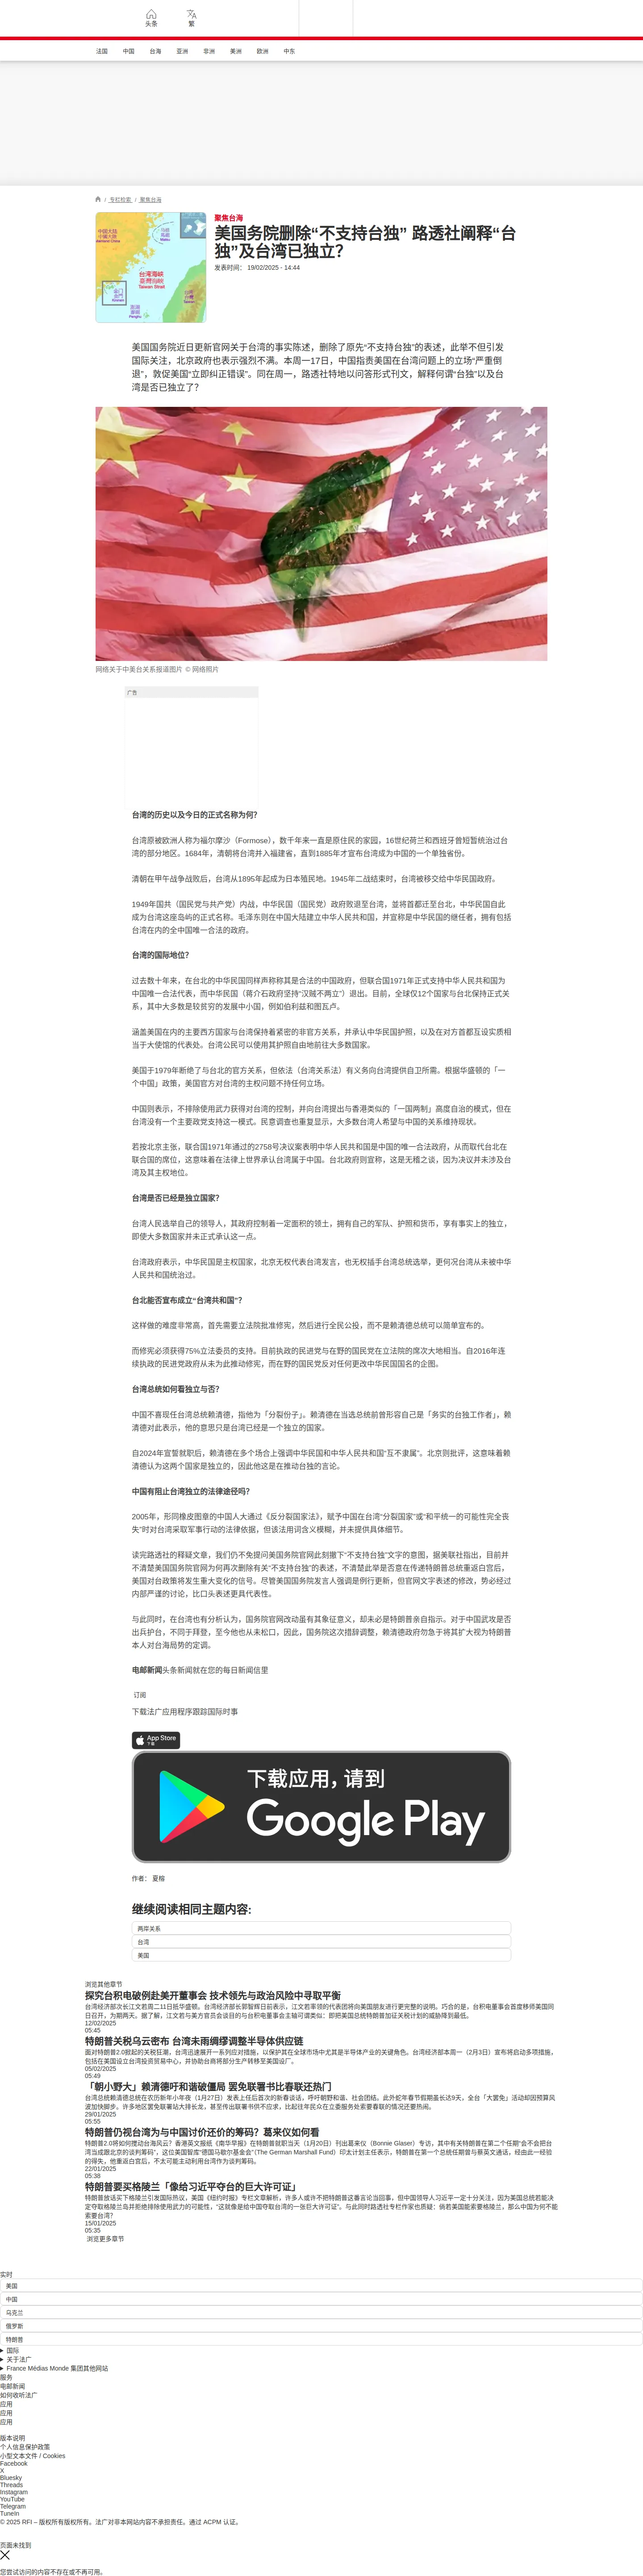 头条
繁
法国
中国
台海
亚洲
非洲
美洲
欧洲
中东
/ 专栏检索 / 聚焦台海
聚焦台海
美国务院删除“不支持台独” 路透社阐释“台
独”及台湾已独立？
发表时间： 19/02/2025 - 14:44
美国国务院近日更新官网关于台湾的事实陈述，删除了原先“不支持台独”的表述，此举不但引发
国际关注，北京政府也表示强烈不满。本周一17日，中国指责美国在台湾问题上的立场“严重倒
退”，敦促美国“立即纠正错误”。同在周一，路透社特地以问答形式刊文，解释何谓“台独”以及台
湾是否已独立了？
网络关于中美台关系报道图片 © 网络照片
广告
台湾的历史以及今日的正式名称为何？
台湾原被欧洲人称为福尔摩沙（Formose），数千年来一直是原住民的家园，16世纪荷兰和西班牙曾短暂统治过台
湾的部分地区。1684年，清朝将台湾并入福建省，直到1885年才宣布台湾成为中国的一个单独省份。
清朝在甲午战争战败后，台湾从1895年起成为日本殖民地。1945年二战结束时，台湾被移交给中华民国政府。
1949年国共（国民党与共产党）内战，中华民国（国民党）政府败退至台湾，並将首都迁至台北，中华民国自此
成为台湾这座岛屿的正式名称。毛泽东则在中国大陆建立中华人民共和国，并宣称是中华民国的继任者，拥有包括
台湾在内的全中国唯一合法的政府。
台湾的国际地位？
过去数十年来，在台北的中华民国同样声称称其是合法的中国政府，但联合国1971年正式支持中华人民共和国为
中国唯一合法代表，而中华民国（蒋介石政府坚持“汉贼不两立”）退出。目前，全球仅12个国家与台北保持正式关
系，其中大多数是较贫穷的发展中小国，例如伯利兹和图瓦卢。
涵盖美国在内的主要西方国家与台湾保持着紧密的非官方关系，并承认中华民国护照，以及在对方首都互设实质相
当于大使馆的代表处。台湾公民可以使用其护照自由地前往大多数国家。
美国于1979年断绝了与台北的官方关系，但依法（台湾关系法）有义务向台湾提供自卫所需。根据华盛顿的「一
个中国」政策，美国官方对台湾的主权问题不持任何立场。
中国则表示，不排除使用武力获得对台湾的控制，并向台湾提出与香港类似的「一国两制」高度自治的模式，但在
台湾没有一个主要政党支持这一模式。民意调查也重复显示，大多数台湾人希望与中国的关系维持现状。
若按北京主张，联合国1971年通过的2758号决议案表明中华人民共和国是中国的唯一合法政府，从而取代台北在
联合国的席位，这意味着在法律上世界承认台湾属于中国。台北政府则宣称，这是无稽之谈，因为决议并未涉及台
湾及其主权地位。
台湾是否已经是独立国家？
台湾人民选举自己的领导人，其政府控制着一定面积的领土，拥有自己的军队、护照和货币，享有事实上的独立，
即使大多数国家并未正式承认这一点。
台湾政府表示，中华民国是主权国家，北京无权代表台湾发言，也无权插手台湾总统选举，更何况台湾从未被中华
人民共和国统治过。
台北能否宣布成立“台湾共和国”？
这样做的难度非常高，首先需要立法院批准修宪，然后进行全民公投，而不是赖清德总统可以简单宣布的。
而修宪必须获得75%立法委员的支持。目前执政的民进党与在野的国民党在立法院的席次大地相当。自2016年连
续执政的民进党政府从未为此推动修宪，而在野的国民党反对任何更改中华民国国名的企图。
台湾总统如何看独立与否？
中国不喜现任台湾总统赖清德，指他为「分裂份子」。赖清德在当选总统前曾形容自己是「务实的台独工作者」，赖
清德对此表示，他的意思只是台湾已经是一个独立的国家。
自2024年宣誓就职后，赖清德在多个场合上强调中华民国和中华人民共和国“互不隶属”。北京则批评，这意味着赖
清德认为这两个国家是独立的，因此他这是在推动台独的言论。
中国有阻止台湾独立的法律途径吗？
2005年，形同橡皮图章的中国人大通过《反分裂国家法》，赋予中国在台湾“分裂国家”或“和平统一的可能性完全丧
失”时对台湾采取军事行动的法律依据，但该法用词含义模糊，并未提供具体细节。
读完路透社的释疑文章，我们仍不免提问美国务院官网此刻撤下“不支持台独”文字的意图，据美联社指出，目前并
不清楚美国国务院官网为何再次删除有关“不支持台独”的表述，不清楚此举是否意在传递特朗普总统重返白宫后，
美国对台政策将发生重大变化的信号。尽管美国国务院发言人强调是例行更新，但官网文字表述的修改，势必经过
内部严谨的讨论，比口头表述更具代表性。
与此同时，在台湾也有分析认为，国务院官网改动虽有其象征意义，却未必是特朗普亲自指示。对于中国武攻是否
出兵护台，不同于拜登，至今他也从未松口，因此，国务院这次措辞调整，赖清德政府勿急于将其扩大视为特朗普
本人对台海局势的定调。
电邮新闻头条新闻就在您的每日新闻信里
订阅
下载法广应用程序跟踪国际时事
App Store
下载
下载应用，请到
Google Play
作者： 夏榕
继续阅读相同主题内容:
两岸关系
台湾
美国
浏览其他章节
探究台积电破例赴美开董事会 技术领先与政治风险中寻取平衡
台湾经济部次长江文若周二11日抵华盛顿。台湾经济部长郭智辉日前表示，江文若率领的代表团将向美国朋友进行更完整的说明。巧合的是，台积电董事会首度移师美国同
日召开，为期两天。据了解，江文若与美方官员会谈目的与台积电董事会主轴可谓类似：即把美国总统特朗普加征关税计划的威胁降到最低。
12/02/2025
05:45
特朗普关税乌云密布 台湾未雨绸缪调整半导体供应链
面对特朗普2.0掀起的关税狂潮，台湾迅速展开一系列应对措施，以保护其在全球市场中尤其是半导体产业的关键角色。台湾经济部本周一（2月3日）宣布将启动多项措施，
包括在美国设立台湾投资贸易中心，并协助台商将部分生产转移至美国设厂。
05/02/2025
05:49
「朝小野大」赖清德吁和谐破僵局 罢免联署书比春联还热门
台湾总统赖清德总统在农历新年小年夜（1月27日）发表上任后首次的新春谈话，呼吁朝野和谐、社会团结。此外蛇年春节假期盖长达9天，全台「大罢免」活动却因预算风
波加快脚步。许多地区罢免联署站大排长龙，甚至传出联署书供不应求，比起往年民众在立委服务处索要春联的情况还要热闹。
29/01/2025
05:55
特朗普仍视台湾为与中国讨价还价的筹码？葛来仪如何看
特朗普2.0将如何搅动台海风云？香港英文报纸《南华早报》在特朗普就职当天（1月20日）刊出葛来仪（Bonnie Glaser）专访，其中有关特朗普在第二个任期“会不会把台
湾当成跟北京的谈判筹码”，这位美国智库“德国马歇尔基金会”（The German Marshall Fund）印太计划主任表示，特朗普在第一个总统任期曾与蔡英文通话，经由此一经验
的得失，他重返白宫后，不太可能主动利用台湾作为谈判筹码。
22/01/2025
05:38
特朗普要买格陵兰「像给习近平夺台的巨大许可证」
特朗普放话买下格陵兰引发国际热议，美国《纽约时报》专栏文章解析，许多人或许不把特朗普这番言论当回事，但中国领导人习近平一定十分关注，因为美国总统若能决
定夺取格陵兰岛并拒绝排除使用武力的可能性，“这就像是给中国夺取台湾的一张巨大许可证”。与此同时路透社专栏作家也质疑：倘若美国能索要格陵兰，那么中国为何不能
索要台湾？
15/01/2025
05:35
浏览更多章节
实时
美国
中国
乌克兰
俄罗斯
特朗普
国际
关于法广
France Médias Monde 集团其他网站
服务
电邮新闻
如何收听法广
应用
应用
应用
版本说明
个人信息保护政策
小型文本文件 / Cookies
Facebook
X
Bluesky
Threads
Instagram
YouTube
Telegram
TuneIn
© 2025 RFI – 版权所有版权所有。法广对非本网站内容不承担责任。通过 ACPM 认证。
页面未找到
您尝试访问的内容不存在或不再可用。